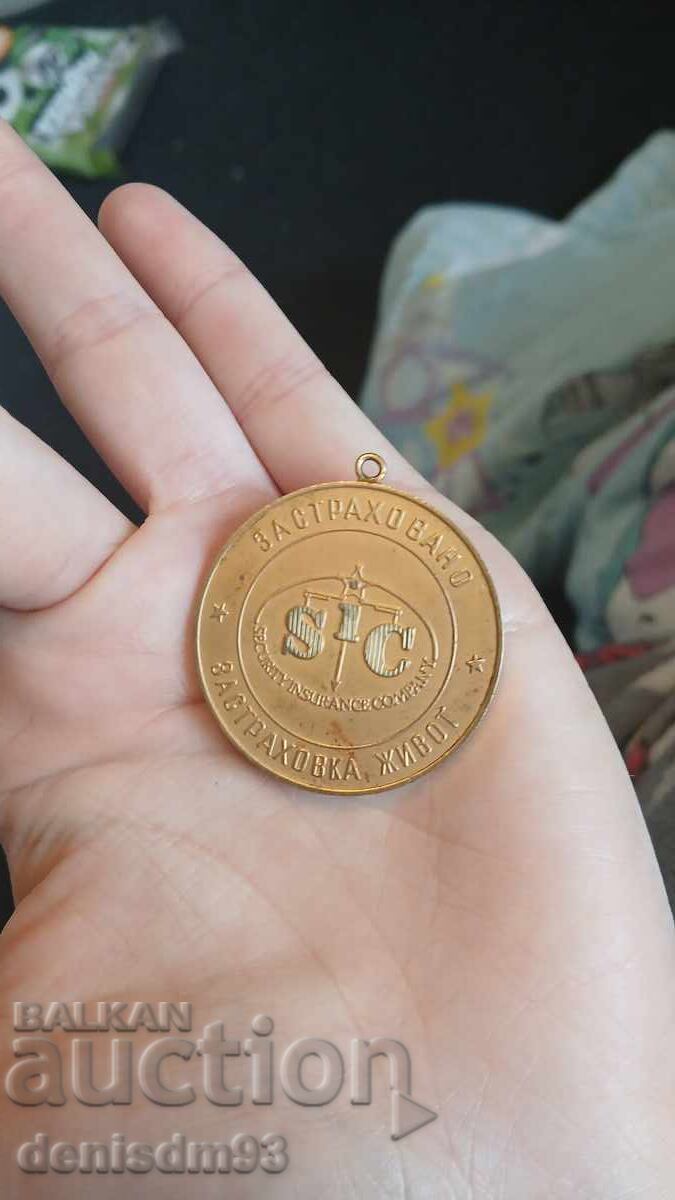 ЗАСТРАХОВАНО
SIC
SECURITY INSURANCE COMPANY
ЗАСТРАХОВКА „ЖИВОТ"
BALKAN
auction
denisdm93